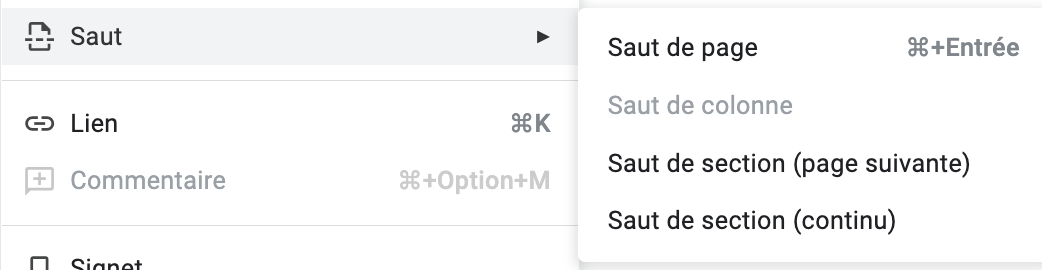 Saut ▶
Lien ⌘K
Commentaire ⌘+Option+M
Signet
Saut de page ⌘+Entrée
Saut de colonne
Saut de section (page suivante)
Saut de section (continu)